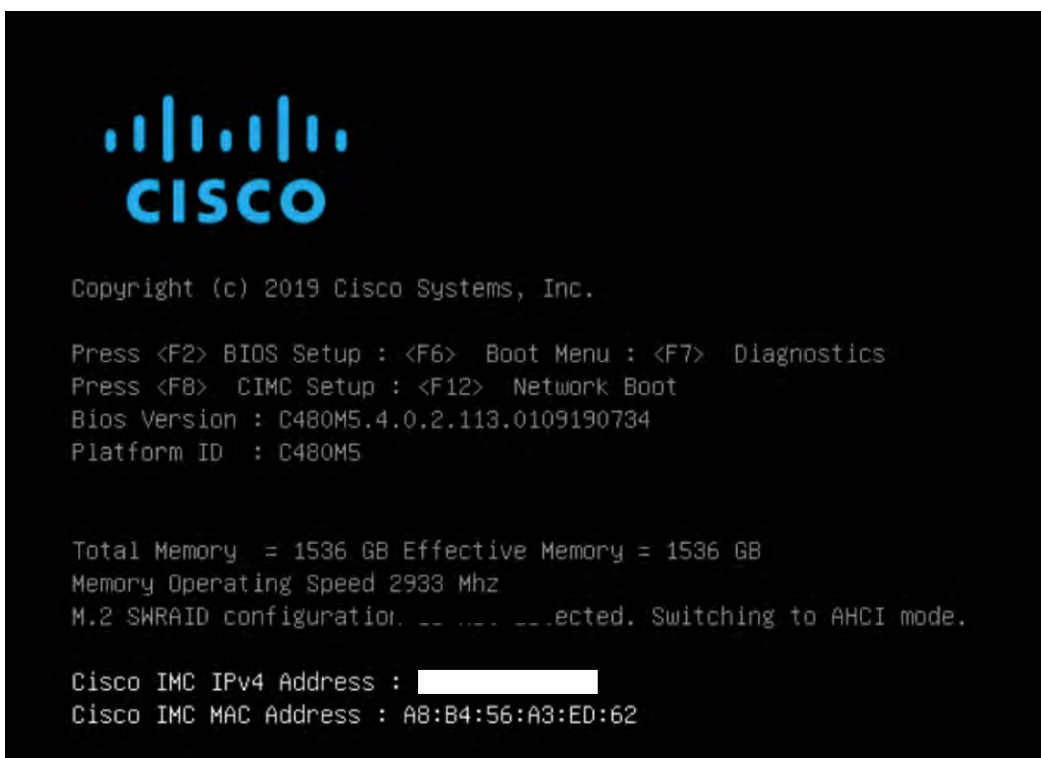 CISCO
Copyright (c) 2019 Cisco Systems, Inc.
Press <F2> BIOS Setup : <F6> Boot Menu : <F7> Diagnostics
Press <F8> CIMC Setup : <F12> Network Boot
Bios Version : C480M5.4.0.2.113.0109190734
Platform ID : C480M5
Total Memory = 1536 GB Effective Memory = 1536 GB
Memory Operating Speed 2933 Mhz
M.2 SWRAID configuration ected. Switching to AHCI mode.
Cisco IMC IPv4 Address :
Cisco IMC MAC Address : A8:B4:56:A3:ED:62